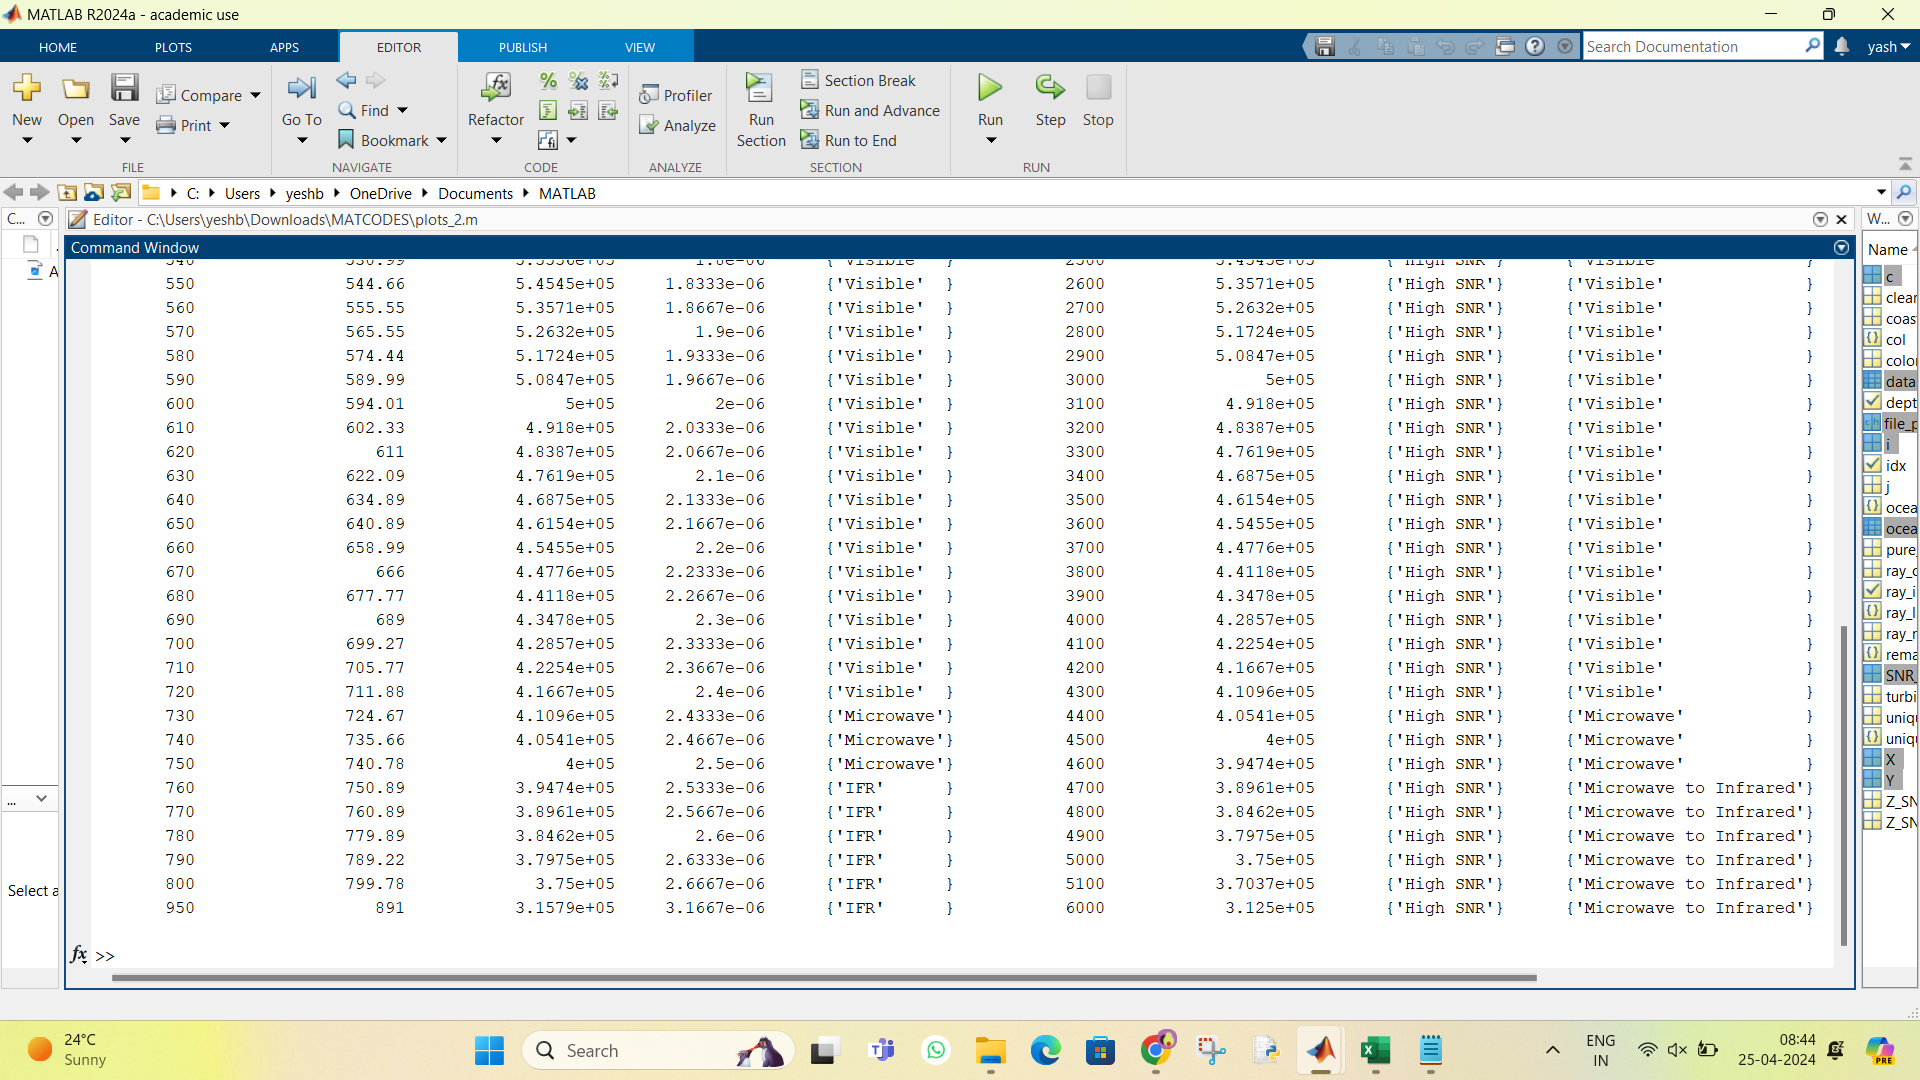 MATLAB R2024a - academic use
HOME PLOTS APPS EDITOR PUBLISH VIEW Search Documentation yash
New Open Save Compare Print Go To Find Bookmark Refactor Profiler Analyze Run Section Section Break Run and Advance Run to End Run Step Stop
FILE NAVIGATE CODE ANALYZE SECTION RUN
C: Users yeshb OneDrive Documents MATLAB
C... Editor - C:\Users\yeshb\Downloads\MATCODES\plots_2.m W...
Command Window
Name
550 544.66 5.4545e+05 1.8333e-06 {'Visible' } 2600 5.3571e+05 {'High SNR'} {'Visible' }
560 555.55 5.3571e+05 1.8667e-06 {'Visible' } 2700 5.2632e+05 {'High SNR'} {'Visible' }
570 565.55 5.2632e+05 1.9e-06 {'Visible' } 2800 5.1724e+05 {'High SNR'} {'Visible' }
580 574.44 5.1724e+05 1.9333e-06 {'Visible' } 2900 5.0847e+05 {'High SNR'} {'Visible' }
590 589.99 5.0847e+05 1.9667e-06 {'Visible' } 3000 5e+05 {'High SNR'} {'Visible' }
600 594.01 5e+05 2e-06 {'Visible' } 3100 4.918e+05 {'High SNR'} {'Visible' }
610 602.33 4.918e+05 2.0333e-06 {'Visible' } 3200 4.8387e+05 {'High SNR'} {'Visible' }
620 611 4.8387e+05 2.0667e-06 {'Visible' } 3300 4.7619e+05 {'High SNR'} {'Visible' }
630 622.09 4.7619e+05 2.1e-06 {'Visible' } 3400 4.6875e+05 {'High SNR'} {'Visible' }
640 634.89 4.6875e+05 2.1333e-06 {'Visible' } 3500 4.6154e+05 {'High SNR'} {'Visible' }
650 640.89 4.6154e+05 2.1667e-06 {'Visible' } 3600 4.5455e+05 {'High SNR'} {'Visible' }
660 658.99 4.5455e+05 2.2e-06 {'Visible' } 3700 4.4776e+05 {'High SNR'} {'Visible' }
670 666 4.4776e+05 2.2333e-06 {'Visible' } 3800 4.4118e+05 {'High SNR'} {'Visible' }
680 677.77 4.4118e+05 2.2667e-06 {'Visible' } 3900 4.3478e+05 {'High SNR'} {'Visible' }
690 689 4.3478e+05 2.3e-06 {'Visible' } 4000 4.2857e+05 {'High SNR'} {'Visible' }
700 699.27 4.2857e+05 2.3333e-06 {'Visible' } 4100 4.2254e+05 {'High SNR'} {'Visible' }
710 705.77 4.2254e+05 2.3667e-06 {'Visible' } 4200 4.1667e+05 {'High SNR'} {'Visible' }
720 711.88 4.1667e+05 2.4e-06 {'Visible' } 4300 4.1096e+05 {'High SNR'} {'Visible' }
730 724.67 4.1096e+05 2.4333e-06 {'Microwave'} 4400 4.0541e+05 {'High SNR'} {'Microwave' }
740 735.66 4.0541e+05 2.4667e-06 {'Microwave'} 4500 4e+05 {'High SNR'} {'Microwave' }
750 740.78 4e+05 2.5e-06 {'Microwave'} 4600 3.9474e+05 {'High SNR'} {'Microwave' }
760 750.89 3.9474e+05 2.5333e-06 {'IFR' } 4700 3.8961e+05 {'High SNR'} {'Microwave to Infrared'}
770 760.89 3.8961e+05 2.5667e-06 {'IFR' } 4800 3.8462e+05 {'High SNR'} {'Microwave to Infrared'}
780 779.89 3.8462e+05 2.6e-06 {'IFR' } 4900 3.7975e+05 {'High SNR'} {'Microwave to Infrared'}
790 789.22 3.7975e+05 2.6333e-06 {'IFR' } 5000 3.75e+05 {'High SNR'} {'Microwave to Infrared'}
800 799.78 3.75e+05 2.6667e-06 {'IFR' } 5100 3.7037e+05 {'High SNR'} {'Microwave to Infrared'}
950 891 3.1579e+05 3.1667e-06 {'IFR' } 6000 3.125e+05 {'High SNR'} {'Microwave to Infrared'}
fx >>
A
...
Select a
c
clear
coas
col
colo
data
dept
file_p
i
idx
j
ocea
ocea
pure_
ray_c
ray_i
ray_l
ray_r
rema
SNR_
turbi
uniq
uniq
X
Y
Z_SN
Z_SN
24°C
Sunny
Search
ENG
IN
08:44
25-04-2024
PRE